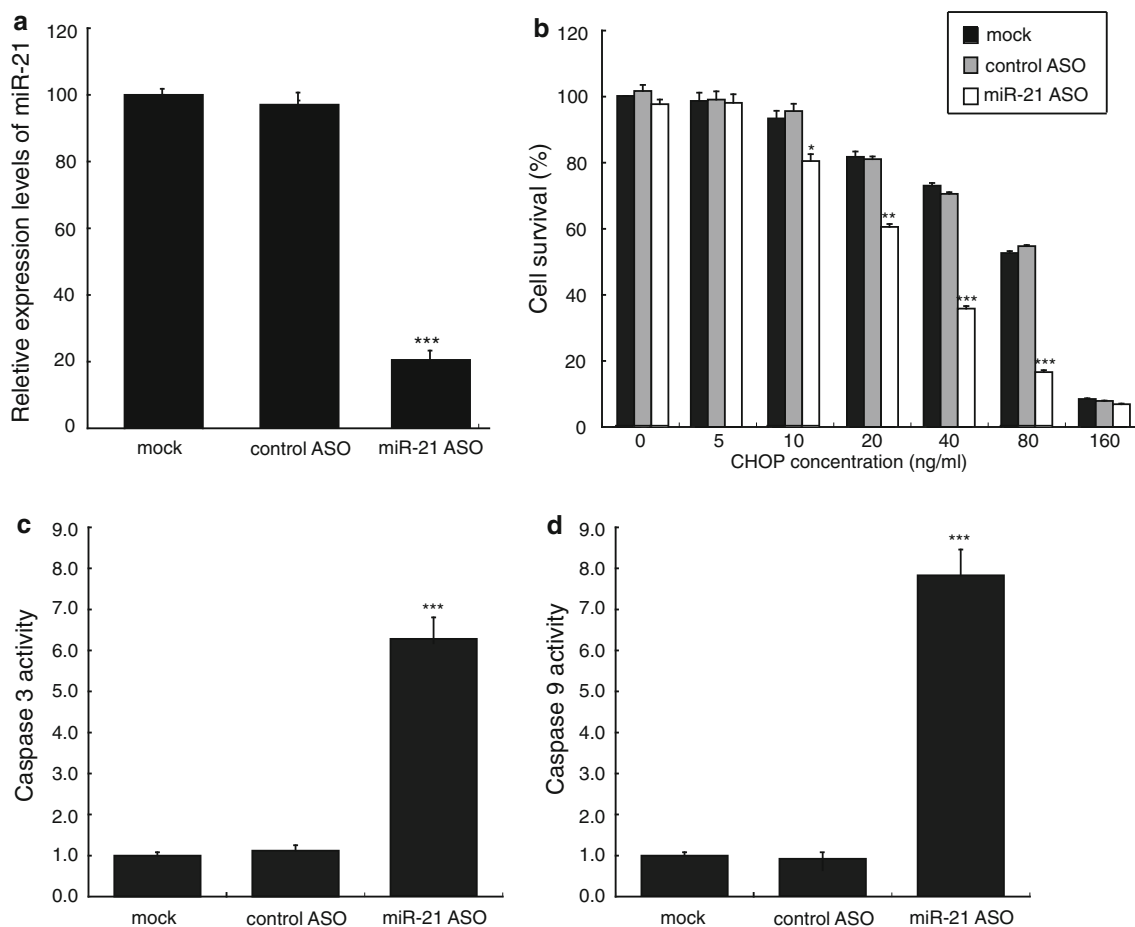 a
Reletive expression levels of miR-21
120
100
80
60
40
20
0
***
mock
control ASO
miR-21 ASO
b
mock
control ASO
miR-21 ASO
Cell survival (%)
120
100
80
60
40
20
0
*
**
***
***
0 5 10 20 40 80 160
CHOP concentration (ng/ml)
c
Caspase 3 activity
9.0
8.0
7.0
6.0
5.0
4.0
3.0
2.0
1.0
0.0
***
mock
control ASO
miR-21 ASO
d
Caspase 9 activity
9.0
8.0
7.0
6.0
5.0
4.0
3.0
2.0
1.0
0.0
***
mock
control ASO
miR-21 ASO